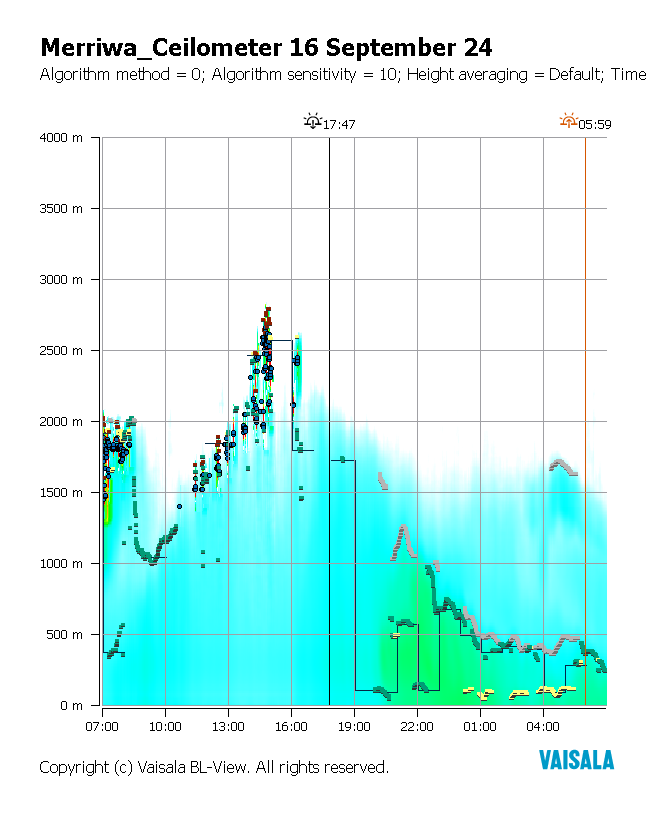 Merriwa_Ceilometer 16 September 24
Algorithm method = 0; Algorithm sensitivity = 10; Height averaging = Default; Time
17:47
05:59
4000 m
3500 m
3000 m
2500 m
2000 m
1500 m
1000 m
500 m
0 m
07:00 10:00 13:00 16:00 19:00 22:00 01:00 04:00
VAISALA
Copyright (c) Vaisala BL-View. All rights reserved.